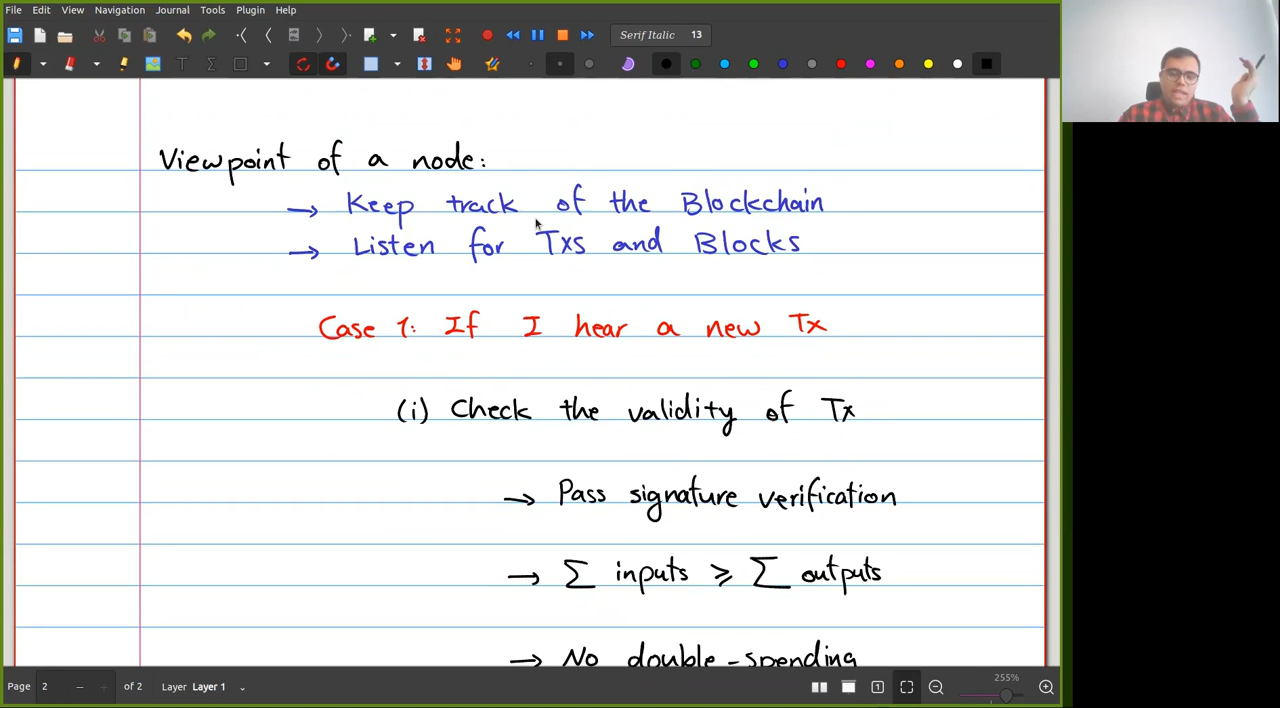 File Edit View Navigation Journal Tools Plugin Help
Serif Italic 13
Viewpoint of a node:
→ Keep track of the Blockchain
→ Listen for Txs and Blocks
Case 1: If I hear a new Tx
(i) Check the validity of Tx
→ Pass signature verification
→ ∑ inputs ⩾ ∑ outputs
→ No double-spending
Page 2 of 2 Layer Layer 1 255%